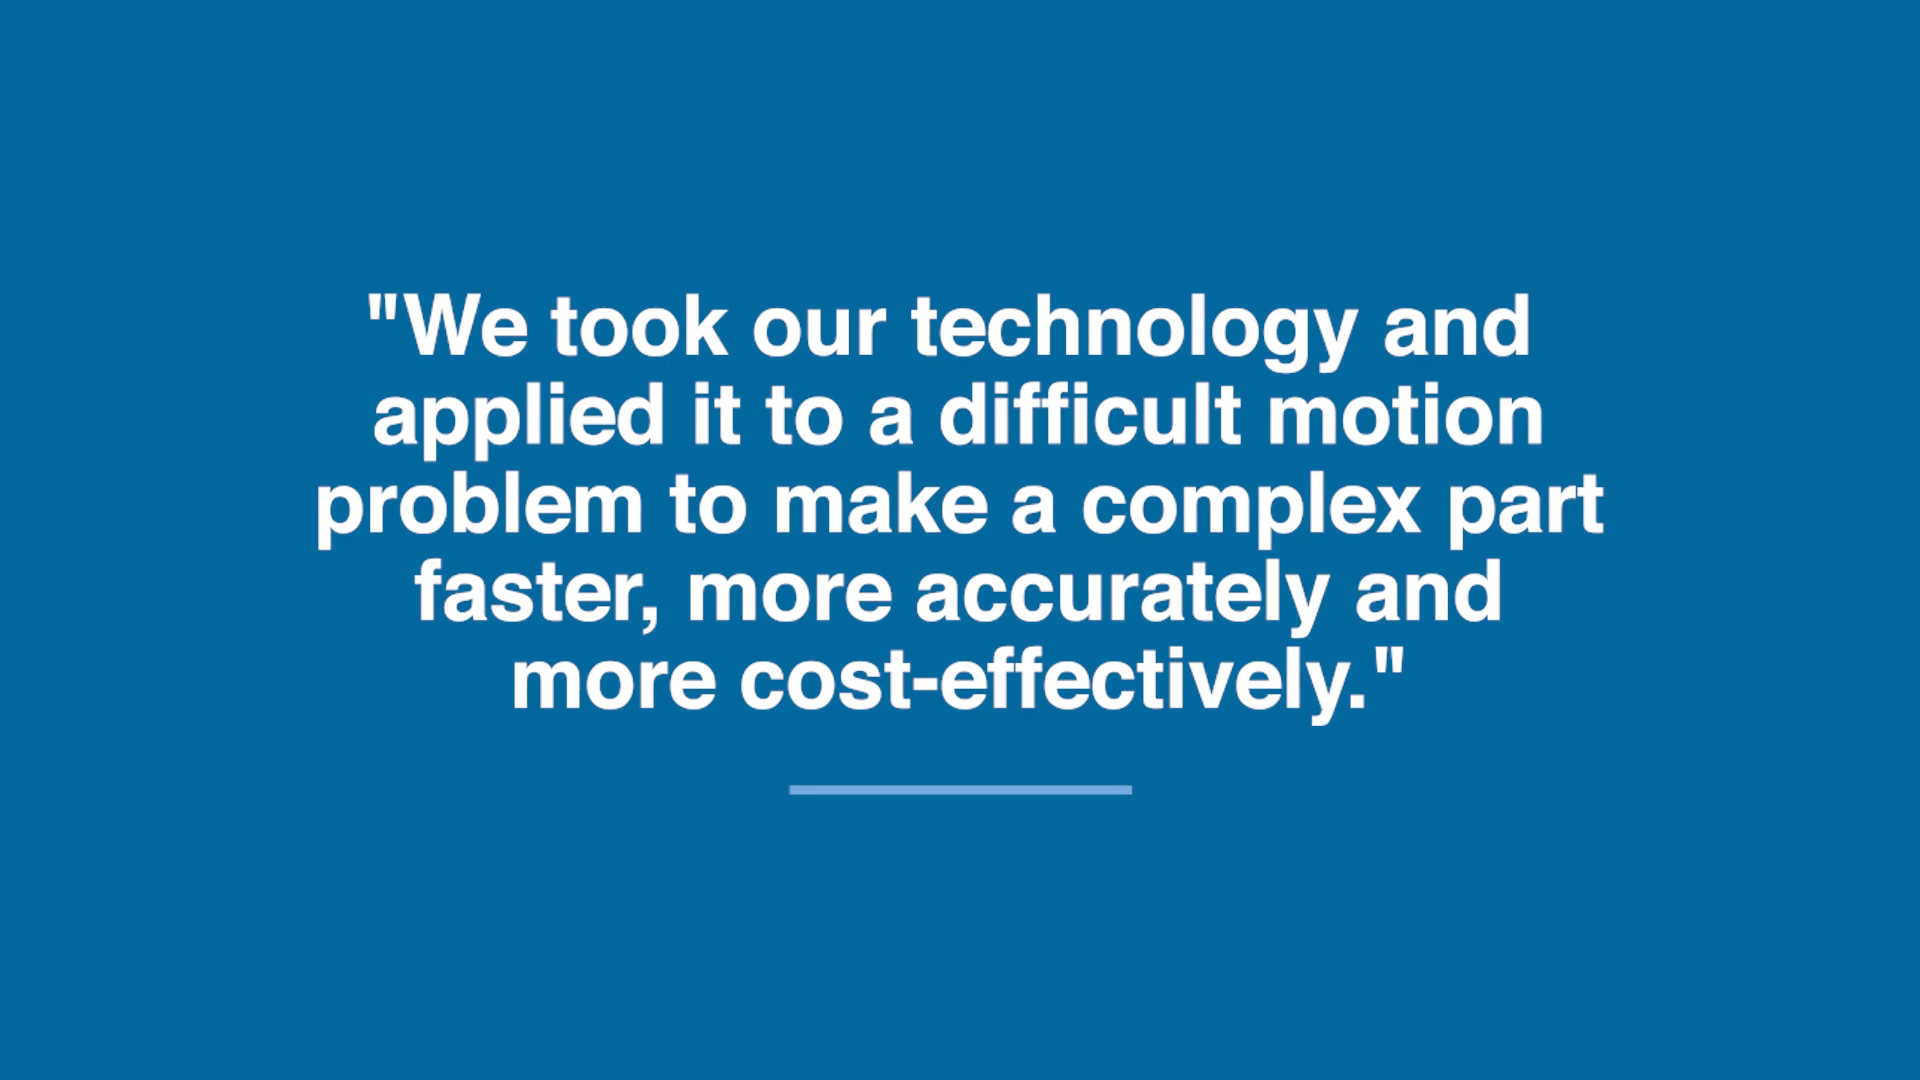 "We took our technology and
applied it to a difficult motion
problem to make a complex part
faster, more accurately and
more cost-effectively."